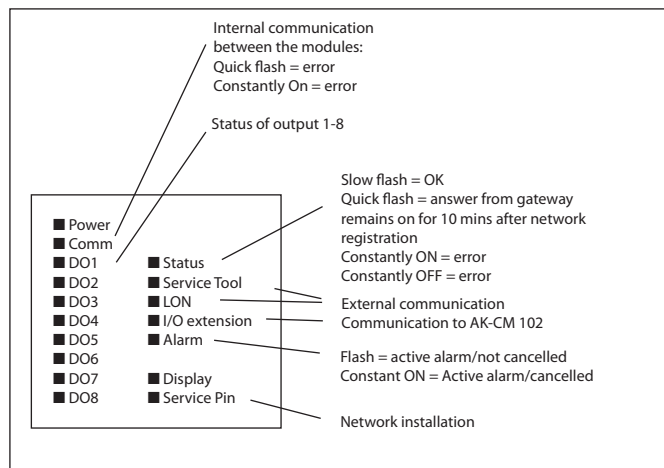 Internal communication
between the modules:
Quick flash = error
Constantly On = error
Status of output 1-8
Slow flash = OK
Quick flash = answer from gateway
remains on for 10 mins after network
registration
Constantly ON = error
Constantly OFF = error
External communication
Communication to AK-CM 102
Flash = active alarm/not cancelled
Constant ON = Active alarm/cancelled
Network installation
Power
Comm
DO1
DO2
DO3
DO4
DO5
DO6
DO7
DO8
Status
Service Tool
LON
I/O extension
Alarm
Display
Service Pin